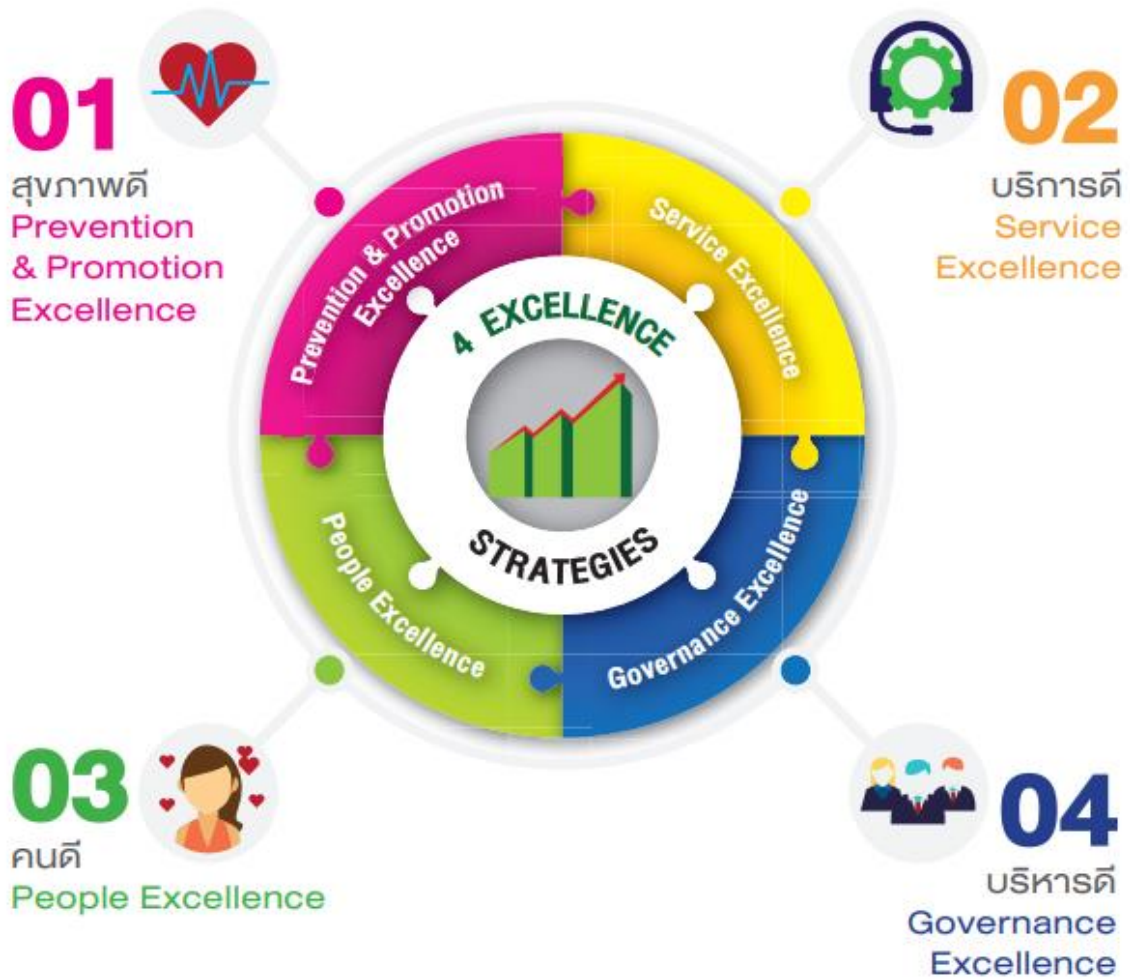 01
สุขภาพดี
Prevention
& Promotion
Excellence
02
บริการดี
Service
Excellence
Prevention & Promotion
Excellence
Service Excellence
4 EXCELLENCE
STRATEGIES
People Excellence
Governance Excellence
03
คนดี
People Excellence
04
บริหารดี
Governance
Excellence